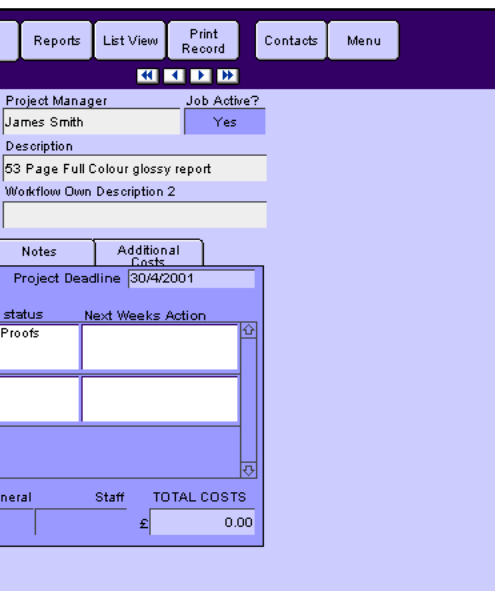 Reports List View Print Record Contacts Menu
Project Manager Job Active?
James Smith Yes
Description
53 Page Full Colour glossy report
Workflow Own Description 2
Notes Additional Costs
Project Deadline 30/4/2001
status Next Weeks Action
Proofs
neral Staff TOTAL COSTS
£ 0.00